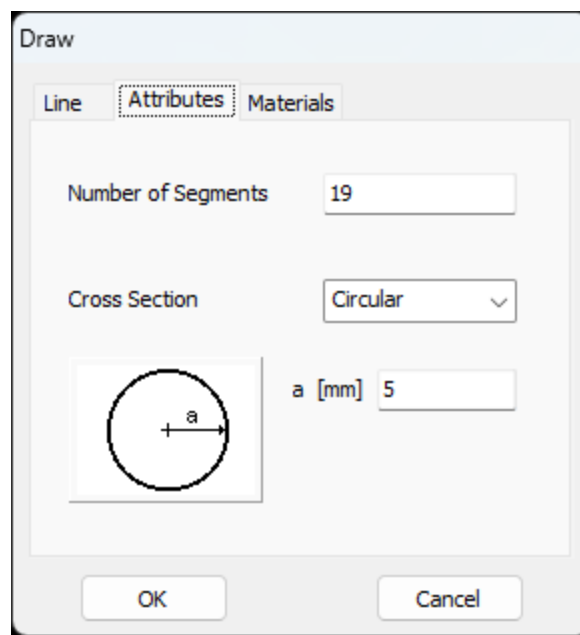 Draw
Line Attributes Materials
Number of Segments 19
Cross Section Circular
a [mm] 5
a
OK Cancel